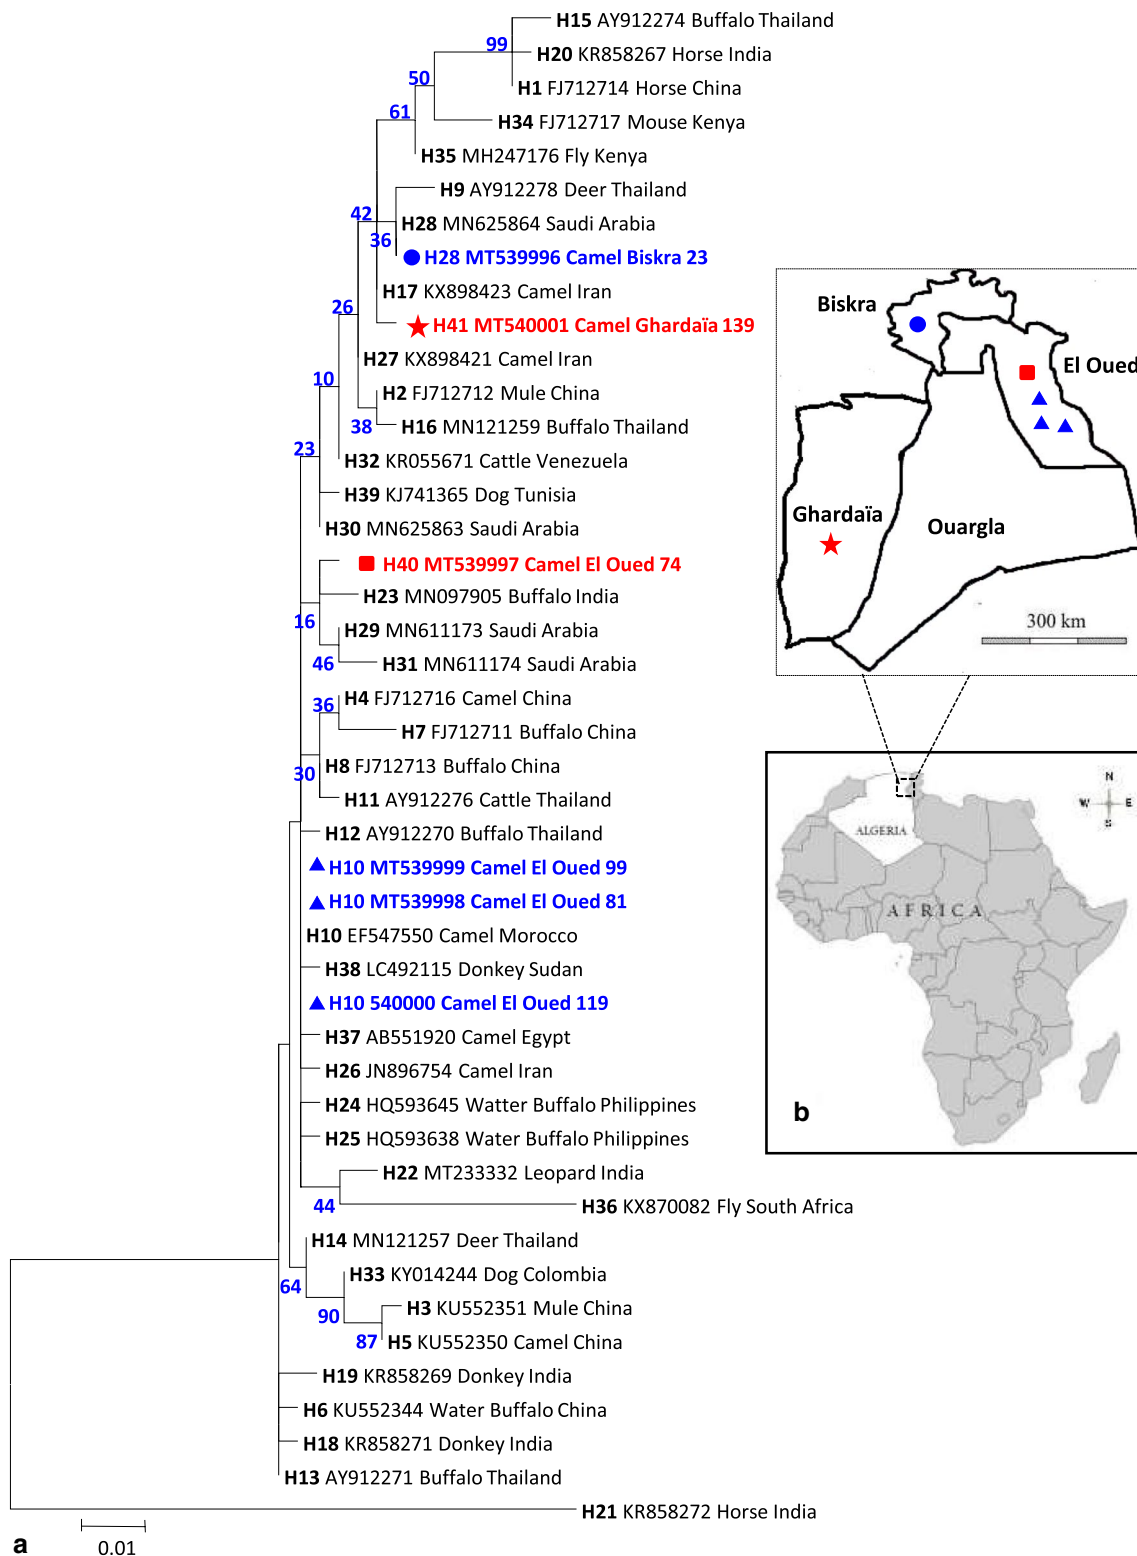 H15 AY912274 Buffalo Thailand
99
H20 KR858267 Horse India
50
H1 FJ712714 Horse China
61
H34 FJ712717 Mouse Kenya
H35 MH247176 Fly Kenya
H9 AY912278 Deer Thailand
42
H28 MN625864 Saudi Arabia
36
H28 MT539996 Camel Biskra 23
H17 KX898423 Camel Iran
26
H41 MT540001 Camel Ghardaïa 139
H27 KX898421 Camel Iran
10
H2 FJ712712 Mule China
38
H16 MN121259 Buffalo Thailand
23
H32 KR055671 Cattle Venezuela
H39 KJ741365 Dog Tunisia
H30 MN625863 Saudi Arabia
H40 MT539997 Camel El Oued 74
H23 MN097905 Buffalo India
16
H29 MN611173 Saudi Arabia
46
H31 MN611174 Saudi Arabia
36
H4 FJ712716 Camel China
H7 FJ712711 Buffalo China
30
H8 FJ712713 Buffalo China
H11 AY912276 Cattle Thailand
H12 AY912270 Buffalo Thailand
H10 MT539999 Camel El Oued 99
H10 MT539998 Camel El Oued 81
H10 EF547550 Camel Morocco
H38 LC492115 Donkey Sudan
H10 540000 Camel El Oued 119
H37 AB551920 Camel Egypt
H26 JN896754 Camel Iran
H24 HQ593645 Watter Buffalo Philippines
H25 HQ593638 Water Buffalo Philippines
H22 MT233332 Leopard India
44
H36 KX870082 Fly South Africa
H14 MN121257 Deer Thailand
64
H33 KY014244 Dog Colombia
90
H3 KU552351 Mule China
87
H5 KU552350 Camel China
H19 KR858269 Donkey India
H6 KU552344 Water Buffalo China
H18 KR858271 Donkey India
H13 AY912271 Buffalo Thailand
H21 KR858272 Horse India
a
0.01
Biskra
El Oued
Ghardaïa
Ouargla
300 km
N
W E
S
ALGERIA
AFRICA
b